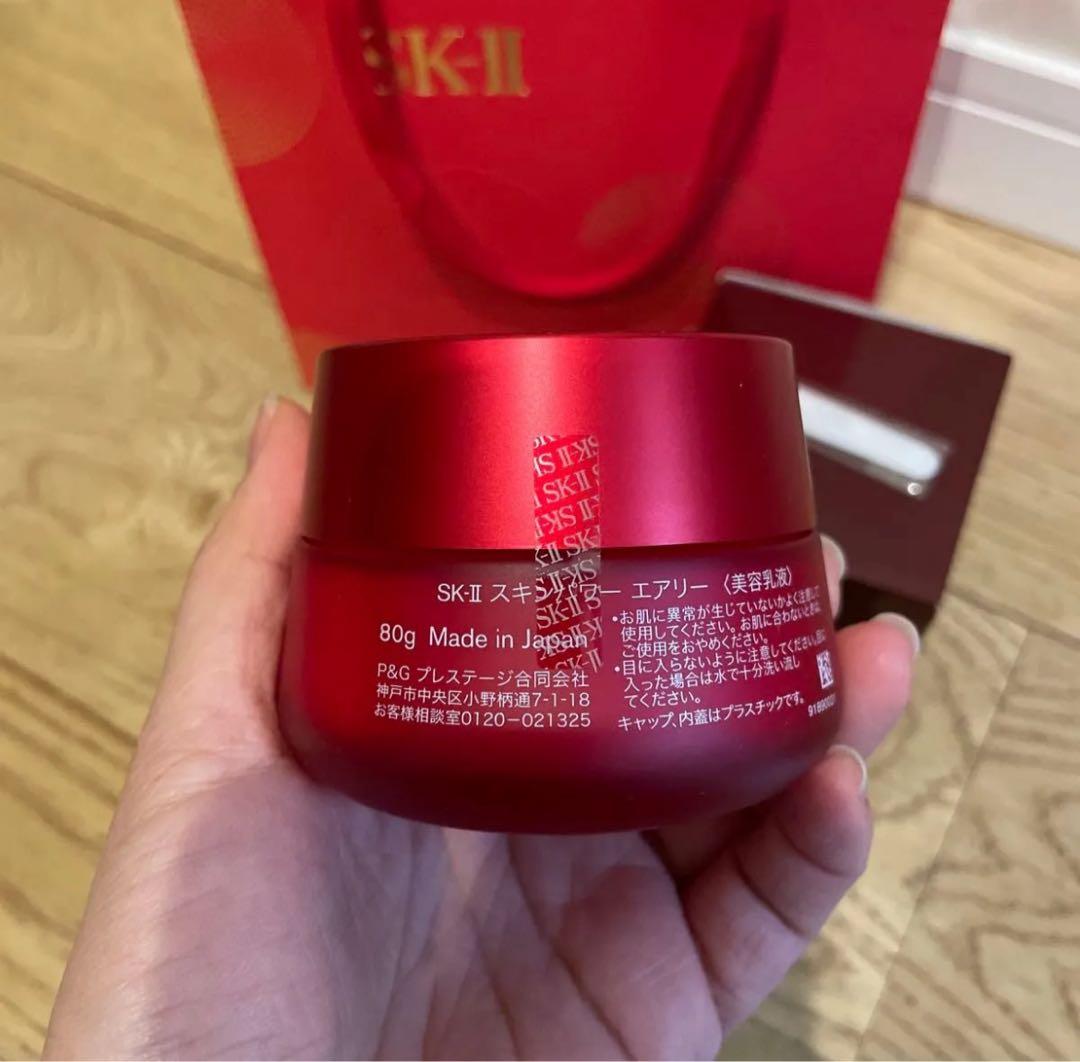 SK-II
SK-II スキンパワー エアリー 〈美容乳液〉
80g Made in Japan
P&G プレステージ合同会社
神戸市中央区小野柄通7-1-18
お客様相談室0120-021325
•お肌に異常が生じていないかよく注意して
使用してください。お肌に合わないときは、
ご使用をおやめください。
•目に入らないように注意してください。目に
入った場合は水で十分洗い流し
てください。
キャップ、内蓋はプラスチックです。
SK-II
SK-II